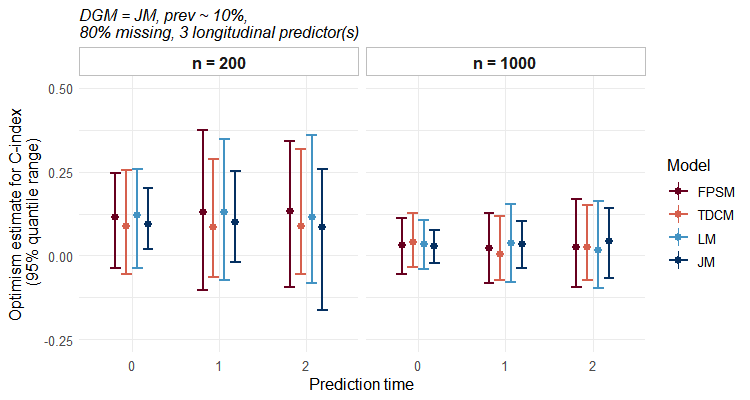 DGM = JM, prev ~ 10%,
80% missing, 3 longitudinal predictor(s)
n = 200
n = 1000
Optimism estimate for C-index
(95% quantile range)
0.50
0.25
0.00
-0.25
0
1
2
0
1
2
Prediction time
Model
FPSM
TDCM
LM
JM